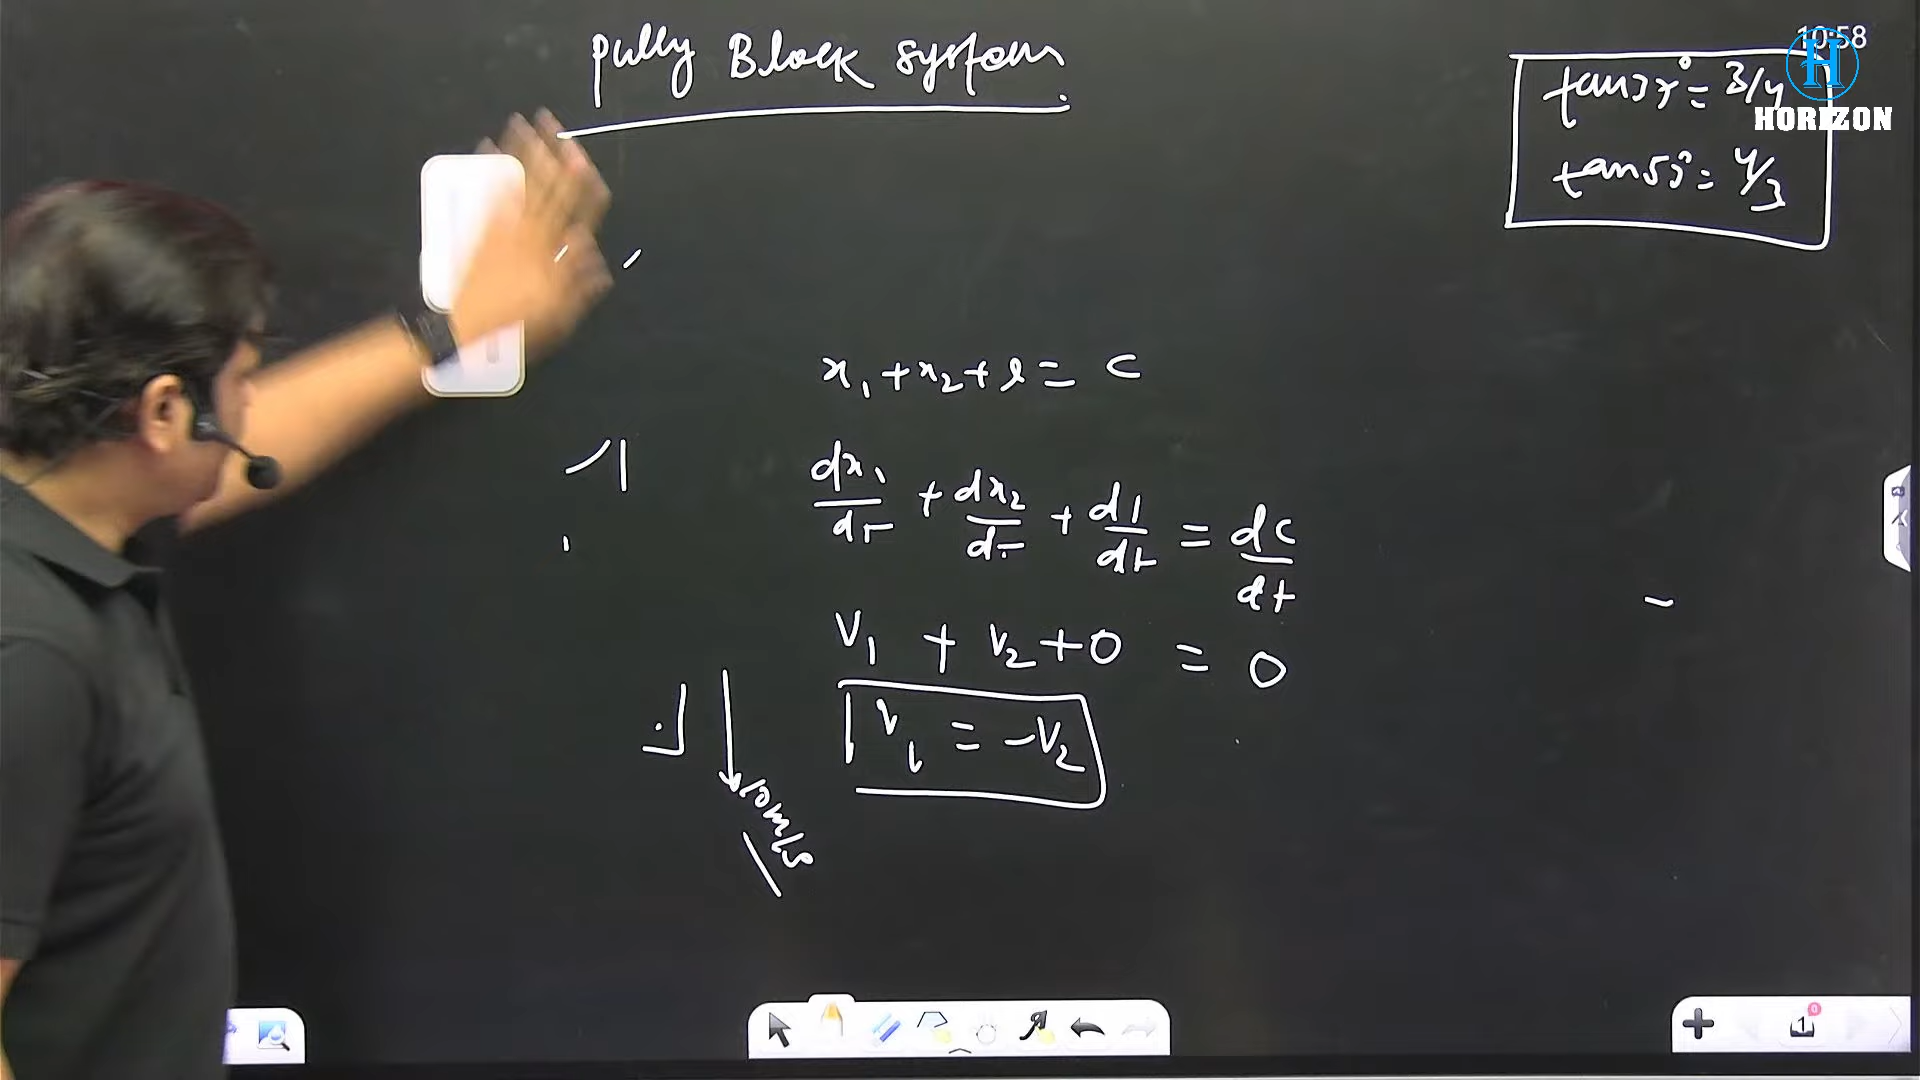 pully Block system
10:58
HORIZON
tan37° = 3/4
tan53° = 4/3
x₁ + x₂ + l = c
dx₁/dt + dx₂/dt + dl/dt = dc/dt
v₁ + v₂ + 0 = 0
v₁ = -v₂
10m/s